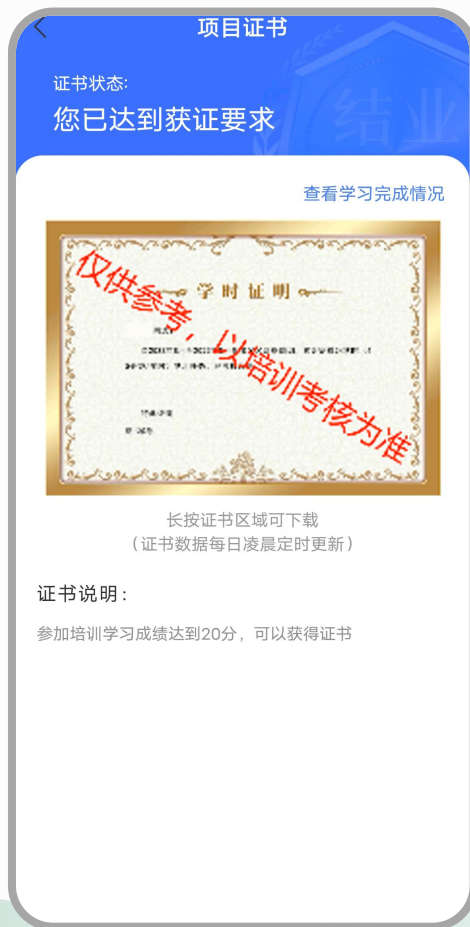 项目证书
证书状态:
您已达到获证要求
结业
查看学习完成情况
学时证明
仅供参考，以培训考核为准
长按证书区域可下载
（证书数据每日凌晨定时更新）
证书说明:
参加培训学习成绩达到20分，可以获得证书